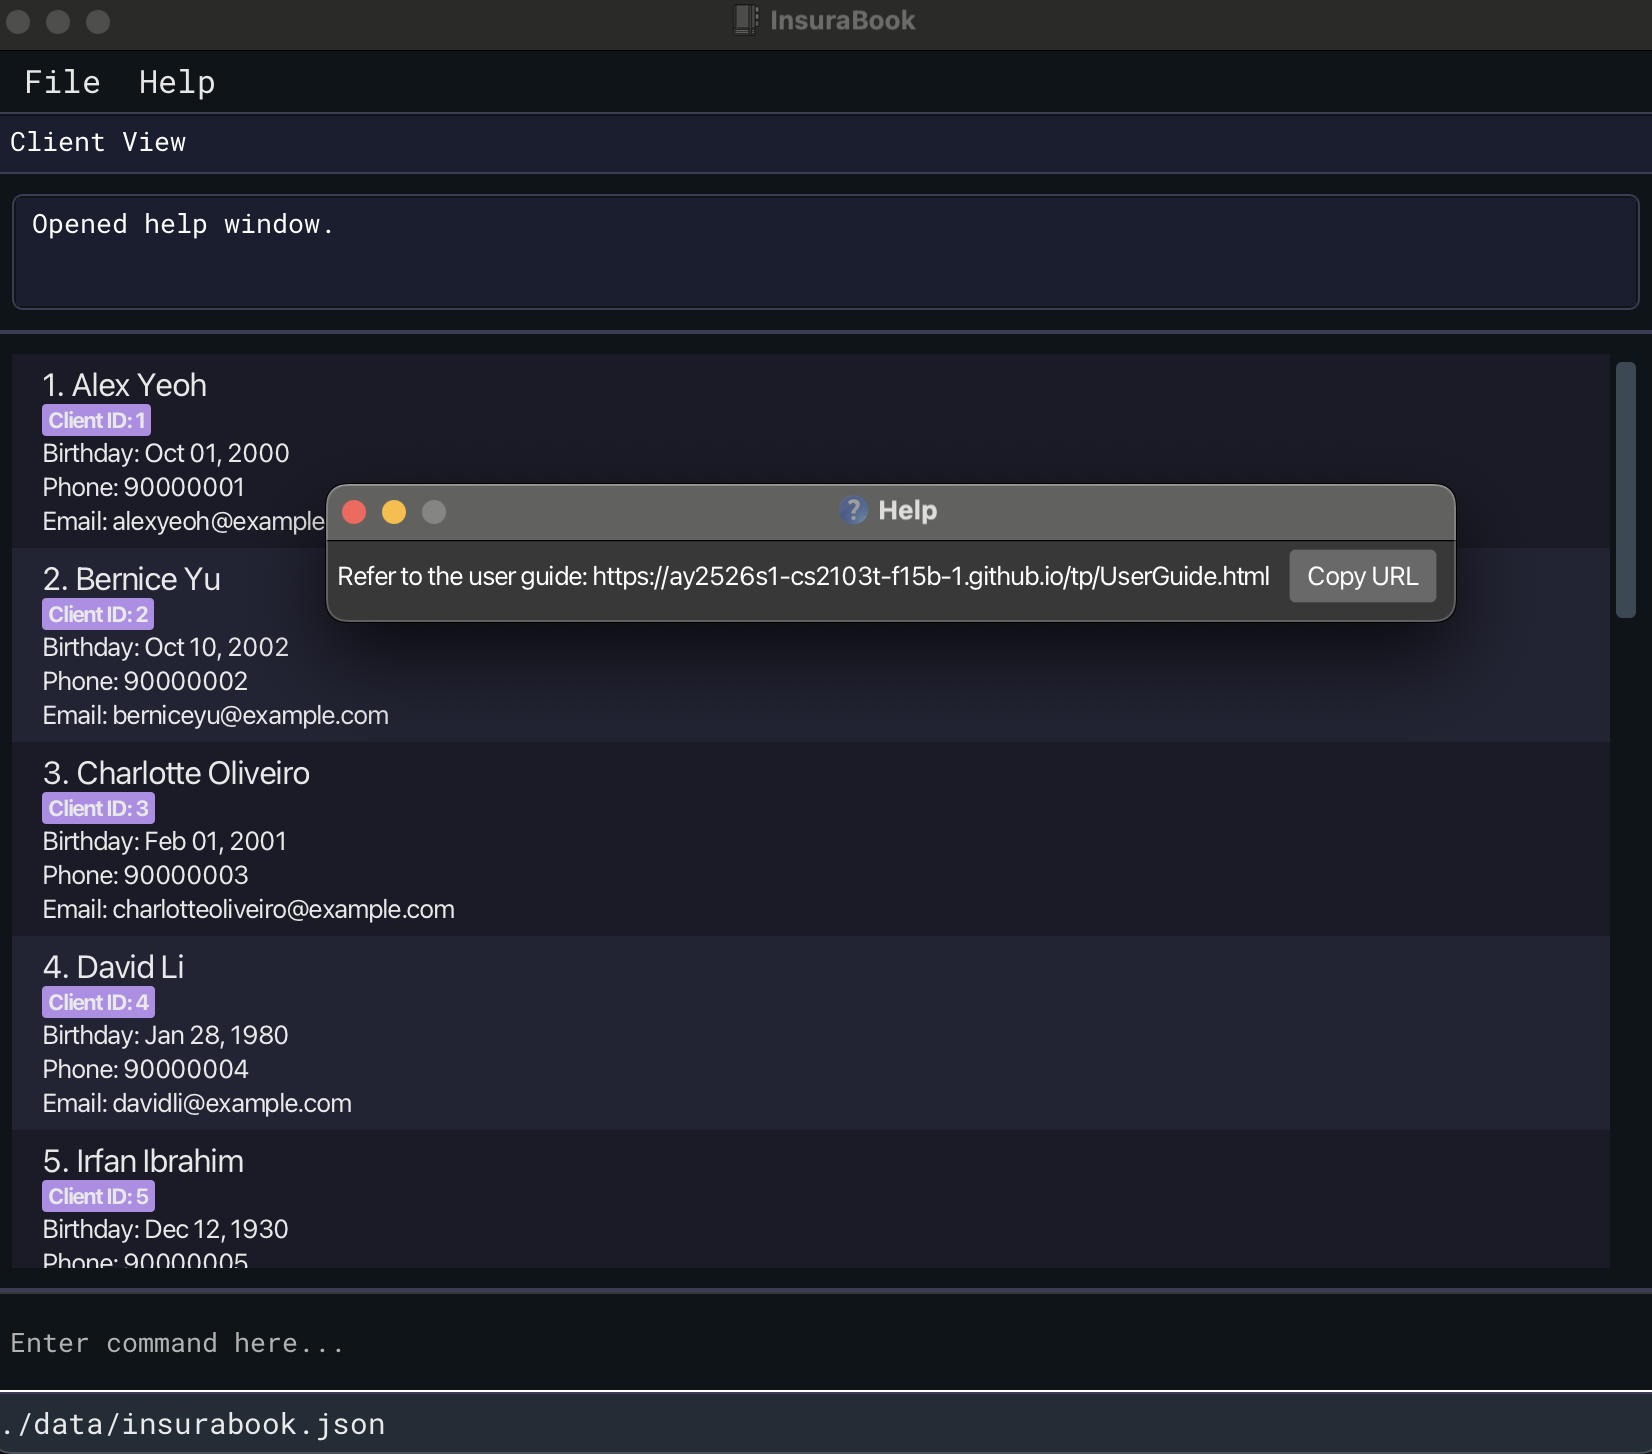 InsuraBook
File Help
Client View
Opened help window.
1. Alex Yeoh
Client ID: 1
Birthday: Oct 01, 2000
Phone: 90000001
Email: alexyeoh@example
? Help
Refer to the user guide: https://ay2526s1-cs2103t-f15b-1.github.io/tp/UserGuide.html Copy URL
2. Bernice Yu
Client ID: 2
Birthday: Oct 10, 2002
Phone: 90000002
Email: berniceyu@example.com
3. Charlotte Oliveiro
Client ID: 3
Birthday: Feb 01, 2001
Phone: 90000003
Email: charlotteoliveiro@example.com
4. David Li
Client ID: 4
Birthday: Jan 28, 1980
Phone: 90000004
Email: davidli@example.com
5. Irfan Ibrahim
Client ID: 5
Birthday: Dec 12, 1930
Phone: 90000005
Enter command here...
./data/insurabook.json